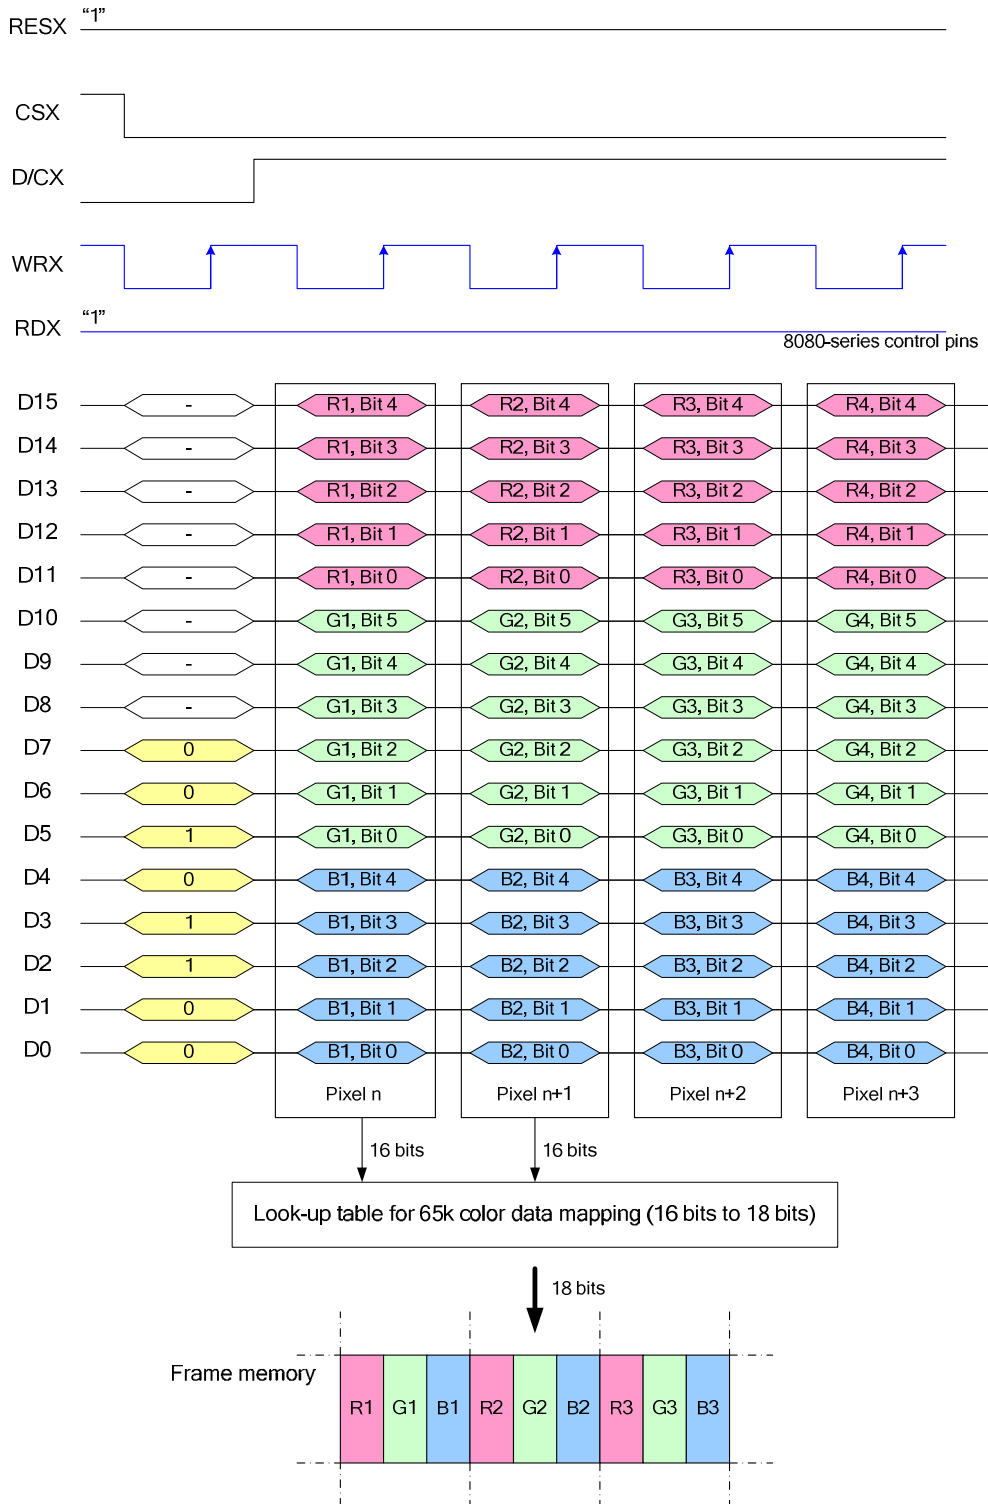 RESX "1"
CSX
D/CX
WRX
RDX "1"
8080-series control pins
D15 - R1, Bit 4 R2, Bit 4 R3, Bit 4 R4, Bit 4
D14 - R1, Bit 3 R2, Bit 3 R3, Bit 3 R4, Bit 3
D13 - R1, Bit 2 R2, Bit 2 R3, Bit 2 R4, Bit 2
D12 - R1, Bit 1 R2, Bit 1 R3, Bit 1 R4, Bit 1
D11 - R1, Bit 0 R2, Bit 0 R3, Bit 0 R4, Bit 0
D10 - G1, Bit 5 G2, Bit 5 G3, Bit 5 G4, Bit 5
D9 - G1, Bit 4 G2, Bit 4 G3, Bit 4 G4, Bit 4
D8 - G1, Bit 3 G2, Bit 3 G3, Bit 3 G4, Bit 3
D7 0 G1, Bit 2 G2, Bit 2 G3, Bit 2 G4, Bit 2
D6 0 G1, Bit 1 G2, Bit 1 G3, Bit 1 G4, Bit 1
D5 1 G1, Bit 0 G2, Bit 0 G3, Bit 0 G4, Bit 0
D4 0 B1, Bit 4 B2, Bit 4 B3, Bit 4 B4, Bit 4
D3 1 B1, Bit 3 B2, Bit 3 B3, Bit 3 B4, Bit 3
D2 1 B1, Bit 2 B2, Bit 2 B3, Bit 2 B4, Bit 2
D1 0 B1, Bit 1 B2, Bit 1 B3, Bit 1 B4, Bit 1
D0 0 B1, Bit 0 B2, Bit 0 B3, Bit 0 B4, Bit 0
Pixel n Pixel n+1 Pixel n+2 Pixel n+3
16 bits 16 bits
Look-up table for 65k color data mapping (16 bits to 18 bits)
18 bits
Frame memory
R1 G1 B1 R2 G2 B2 R3 G3 B3